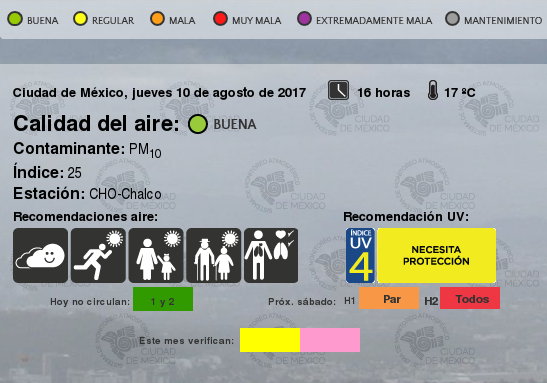 BUENA REGULAR MALA MUY MALA EXTREMADAMENTE MALA MANTENIMIENTO
Ciudad de México, jueves 10 de agosto de 2017 16 horas 17 ºC
Calidad del aire: BUENA
Contaminante: PM10
Índice: 25
Estación: CHO-Chalco
Recomendaciones aire: Recomendación UV:
ÍNDICE UV 4 NECESITA PROTECCIÓN
Hoy no circulan: 1 y 2 Próx. sábado: H1 Par H2 Todos
Este mes verifican:
CIUDAD DE MÉXICO